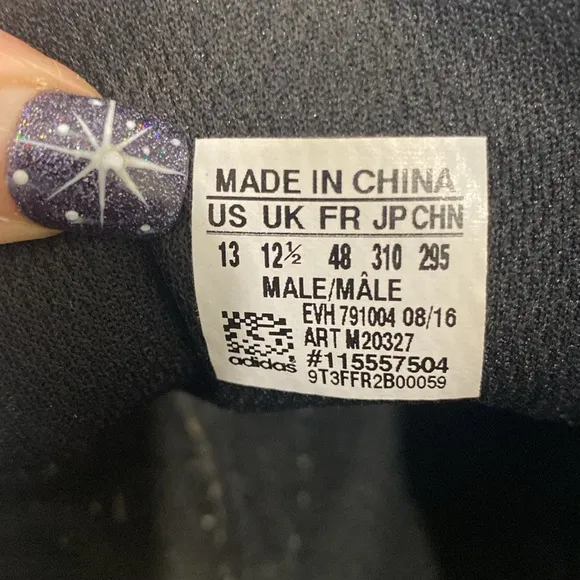 MADE IN CHINA
US UK FR JP CHN
13 12½ 48 310 295
MALE/MÂLE
EVH 791004 08/16
ART M20327
#115557504
adidas 9T3FFR2B00059